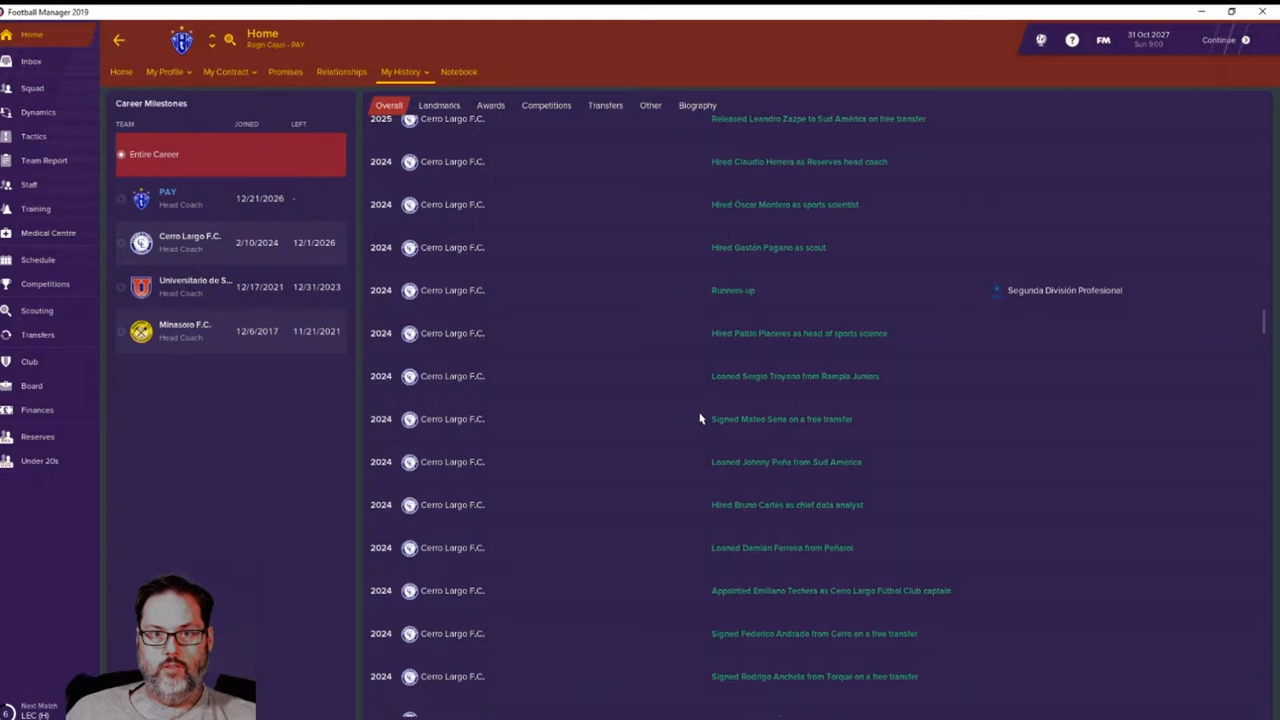 Football Manager 2019
Home
Home
Ragin Cajun - PAY
31 Oct 2027
Sun 9:00
FM
Continue
Inbox
Squad
Dynamics
Tactics
Team Report
Staff
Training
Medical Centre
Schedule
Competitions
Scouting
Transfers
Club
Board
Finances
Reserves
Under 20s
6
Next Match
LEC (H)
Home
My Profile
My Contract
Promises
Relationships
My History
Notebook
Career Milestones
TEAM JOINED LEFT
Entire Career
PAY
Head Coach
12/21/2026 -
Cerro Largo F.C.
Head Coach
2/10/2024 12/1/2026
Universitario de S...
Head Coach
12/17/2021 12/31/2023
Minasoro F.C.
Head Coach
12/6/2017 11/21/2021
Overall Landmarks Awards Competitions Transfers Other Biography
2025 Cerro Largo F.C. Released Leandro Zazpe to Sud América on free transfer
2024 Cerro Largo F.C. Hired Claudio Herrera as Reserves head coach
2024 Cerro Largo F.C. Hired Óscar Montero as sports scientist
2024 Cerro Largo F.C. Hired Gastón Pagano as scout
2024 Cerro Largo F.C. Runners-up Segunda División Profesional
2024 Cerro Largo F.C. Hired Pablo Placeres as head of sports science
2024 Cerro Largo F.C. Loaned Sergio Troyano from Rampla Juniors
2024 Cerro Largo F.C. Signed Mateo Sena on a free transfer
2024 Cerro Largo F.C. Loaned Johnny Peña from Sud América
2024 Cerro Largo F.C. Hired Bruno Cartés as chief data analyst
2024 Cerro Largo F.C. Loaned Damián Ferreira from Peñarol
2024 Cerro Largo F.C. Appointed Emiliano Techera as Cerro Largo Fútbol Club captain
2024 Cerro Largo F.C. Signed Federico Andrade from Cerro on a free transfer
2024 Cerro Largo F.C. Signed Rodrigo Ancheta from Torque on a free transfer